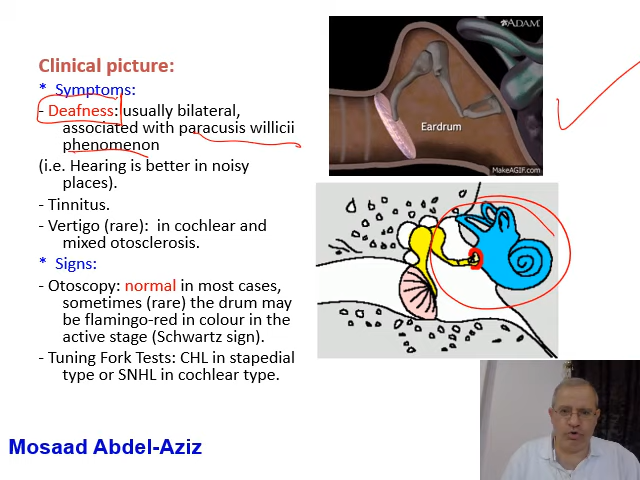 Clinical picture:
* Symptoms:
- Deafness: usually bilateral,
associated with paracusis willicii
phenomenon
(i.e. Hearing is better in noisy
places).
- Tinnitus.
- Vertigo (rare): in cochlear and
mixed otosclerosis.
* Signs:
- Otoscopy: normal in most cases,
sometimes (rare) the drum may
be flamingo-red in colour in the
active stage (Schwartz sign).
- Tuning Fork Tests: CHL in stapedial
type or SNHL in cochlear type.
Mosaad Abdel-Aziz
ADAM
Eardrum
MakeAGIF.com